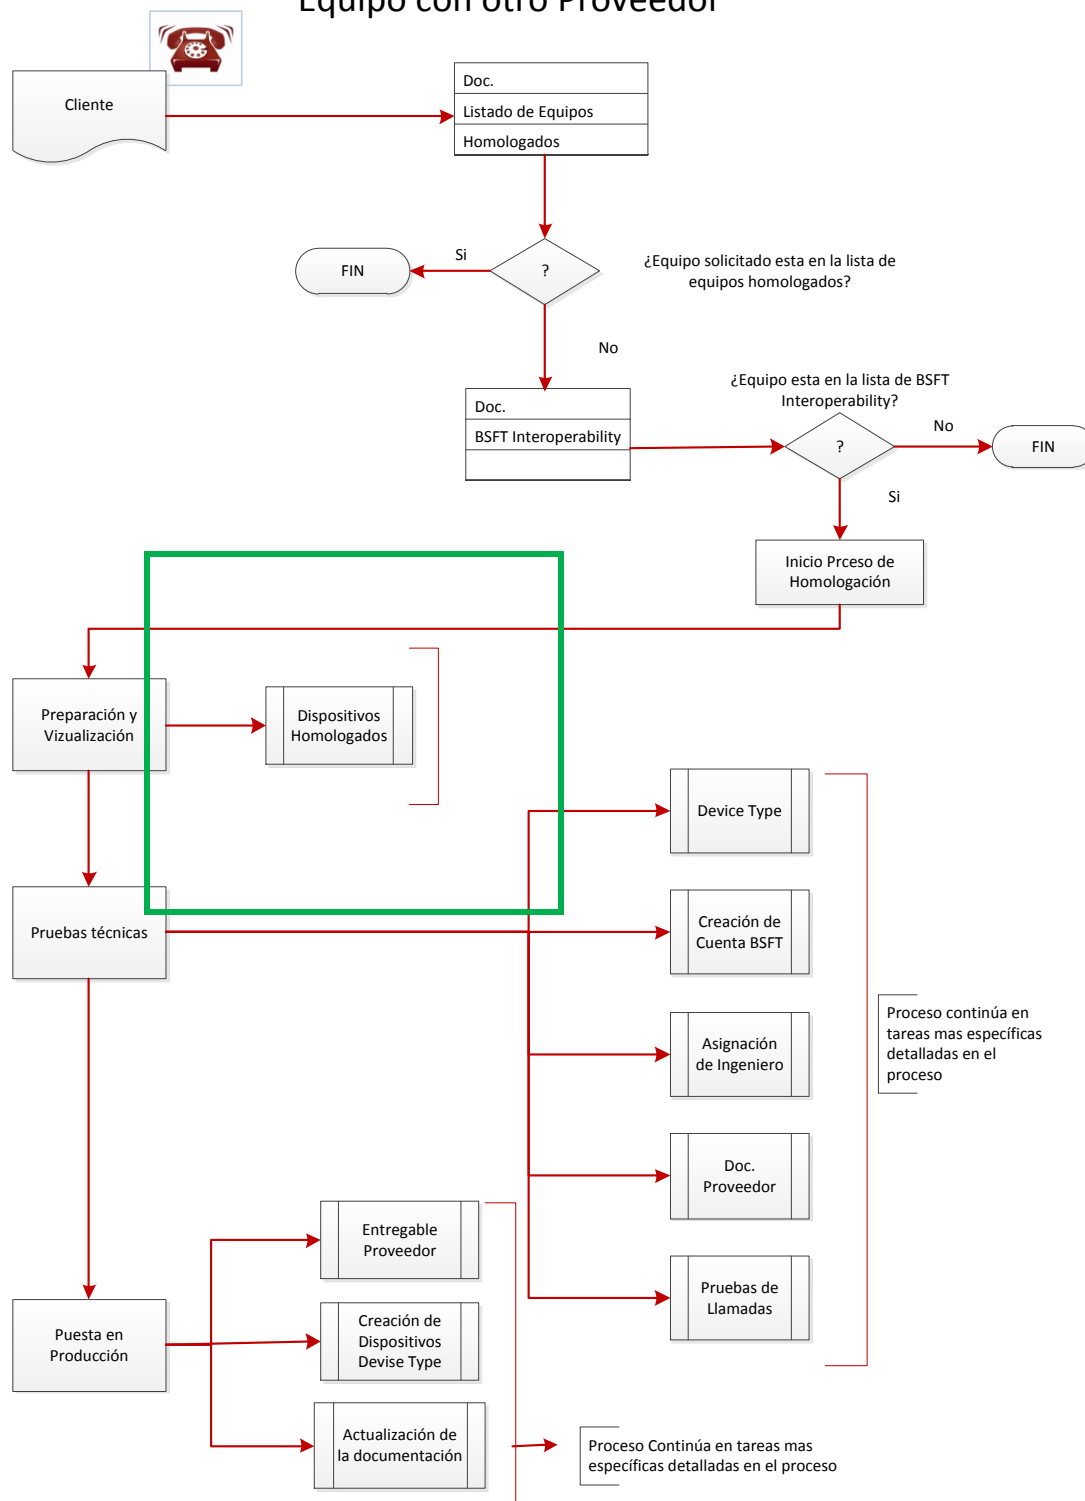 Equipo con otro Proveedor
Cliente
Doc.
Listado de Equipos
Homologados
Si
FIN
?
¿Equipo solicitado esta en la lista de
equipos homologados?
No
¿Equipo esta en la lista de BSFT
Interoperability?
Doc.
BSFT Interoperability
?
No
FIN
Si
Inicio Prceso de
Homologación
Preparación y
Vizualización
Dispositivos
Homologados
Device Type
Pruebas técnicas
Creación de
Cuenta BSFT
Asignación
de Ingeniero
Proceso continúa en
tareas mas específicas
detalladas en el
proceso
Doc.
Proveedor
Entregable
Proveedor
Pruebas de
Llamadas
Puesta en
Producción
Creación de
Dispositivos
Devise Type
Actualización de
la documentación
Proceso Continúa en tareas mas
específicas detalladas en el proceso